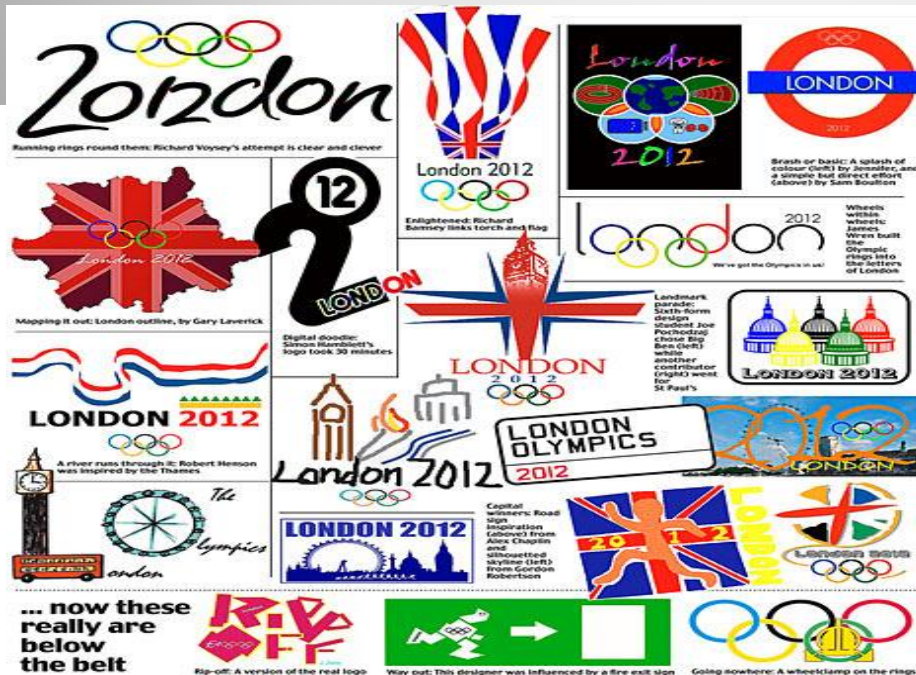 London
Running rings round them: Richard Voysey's attempt is clear and clever
London 2012
Enlightened: Richard
Barnsey links torch and flag
London
2012
LONDON
2012
Brash or basic: A splash of
colour (left) by Jennifer, and
a simple but direct effort
(above) by Sam Boulton
London 2012
Mapping it out: London outline, by Gary Laverick
12
LONDON
Digital doodle:
Simon Hamblett's
logo took 30 minutes
london
2012
We've got the Olympics in us!
Wheels
within
wheels:
James
Wren built
the
Olympic
rings into
the letters
of London
LONDON
2012
Landmark
parade:
Sixth-form
design
student Joe
Pochodzaj
chose Big
Ben (left)
while
another
contributor
(right) went
for
St Paul's
LONDON 2012
LONDON 2012
A river runs through it: Robert Henson
was inspired by the Thames
London 2012
LONDON
OLYMPICS
2012
2012
LONDON
The
lympics
ondon
LONDON 2012
Capital
winners: Road
sign
inspiration
(above) from
Alex Chaplin
and
silhouetted
skyline (left)
from Gordon
Robertson
2012
LONDON
London 2012
... now these
really are
below
the belt
RIP
OFF
Rip-off: A version of the real logo
Way out: This designer was influenced by a fire exit sign
Going nowhere: A wheelclamp on the rings